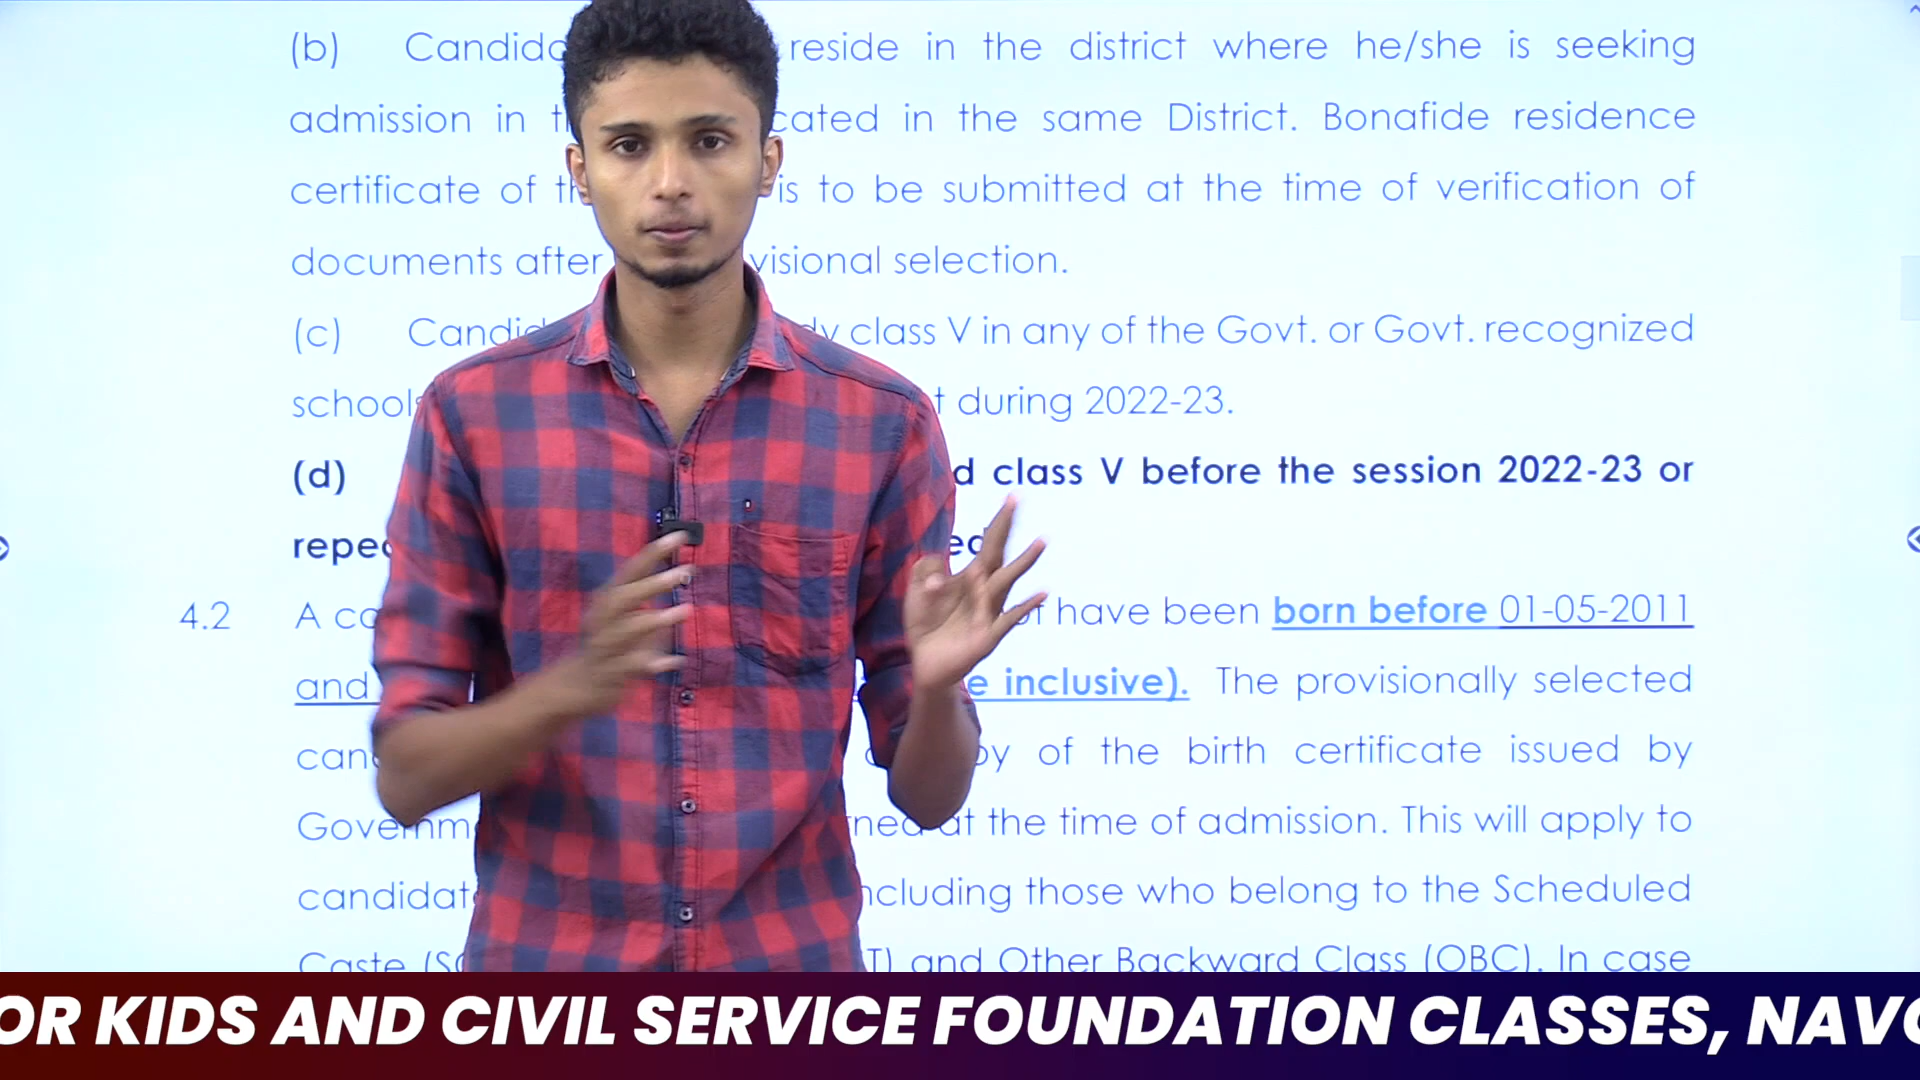 (b) reside in the district where he/she is seeking
admission in cated in the same District. Bonafide residence
certificate of is to be submitted at the time of verification of
documents after visional selection.
(c) class V in any of the Govt. or Govt. recognized
school during 2022-23.
(d) d class V before the session 2022-23 or
repe
4.2 A have been born before 01-05-2011
and e inclusive). The provisionally selected
can by of the birth certificate issued by
Governm ned at the time of admission. This will apply to
candidat ncluding those who belong to the Scheduled
Caste (S T) and Other Backward Class (OBC). In case
OR KIDS AND CIVIL SERVICE FOUNDATION CLASSES, NAV